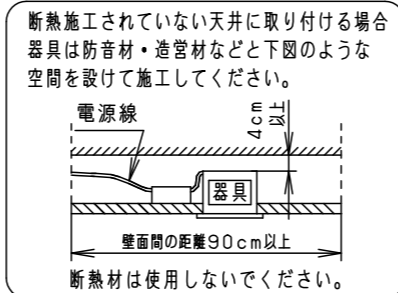 断熱施工されていない天井に取り付ける場合
器具は防音材・造営材などと下図のような
空間を設けて施工してください。
電源線
4cm以上
器具
壁面間の距離90cm以上
断熱材は使用しないでください。